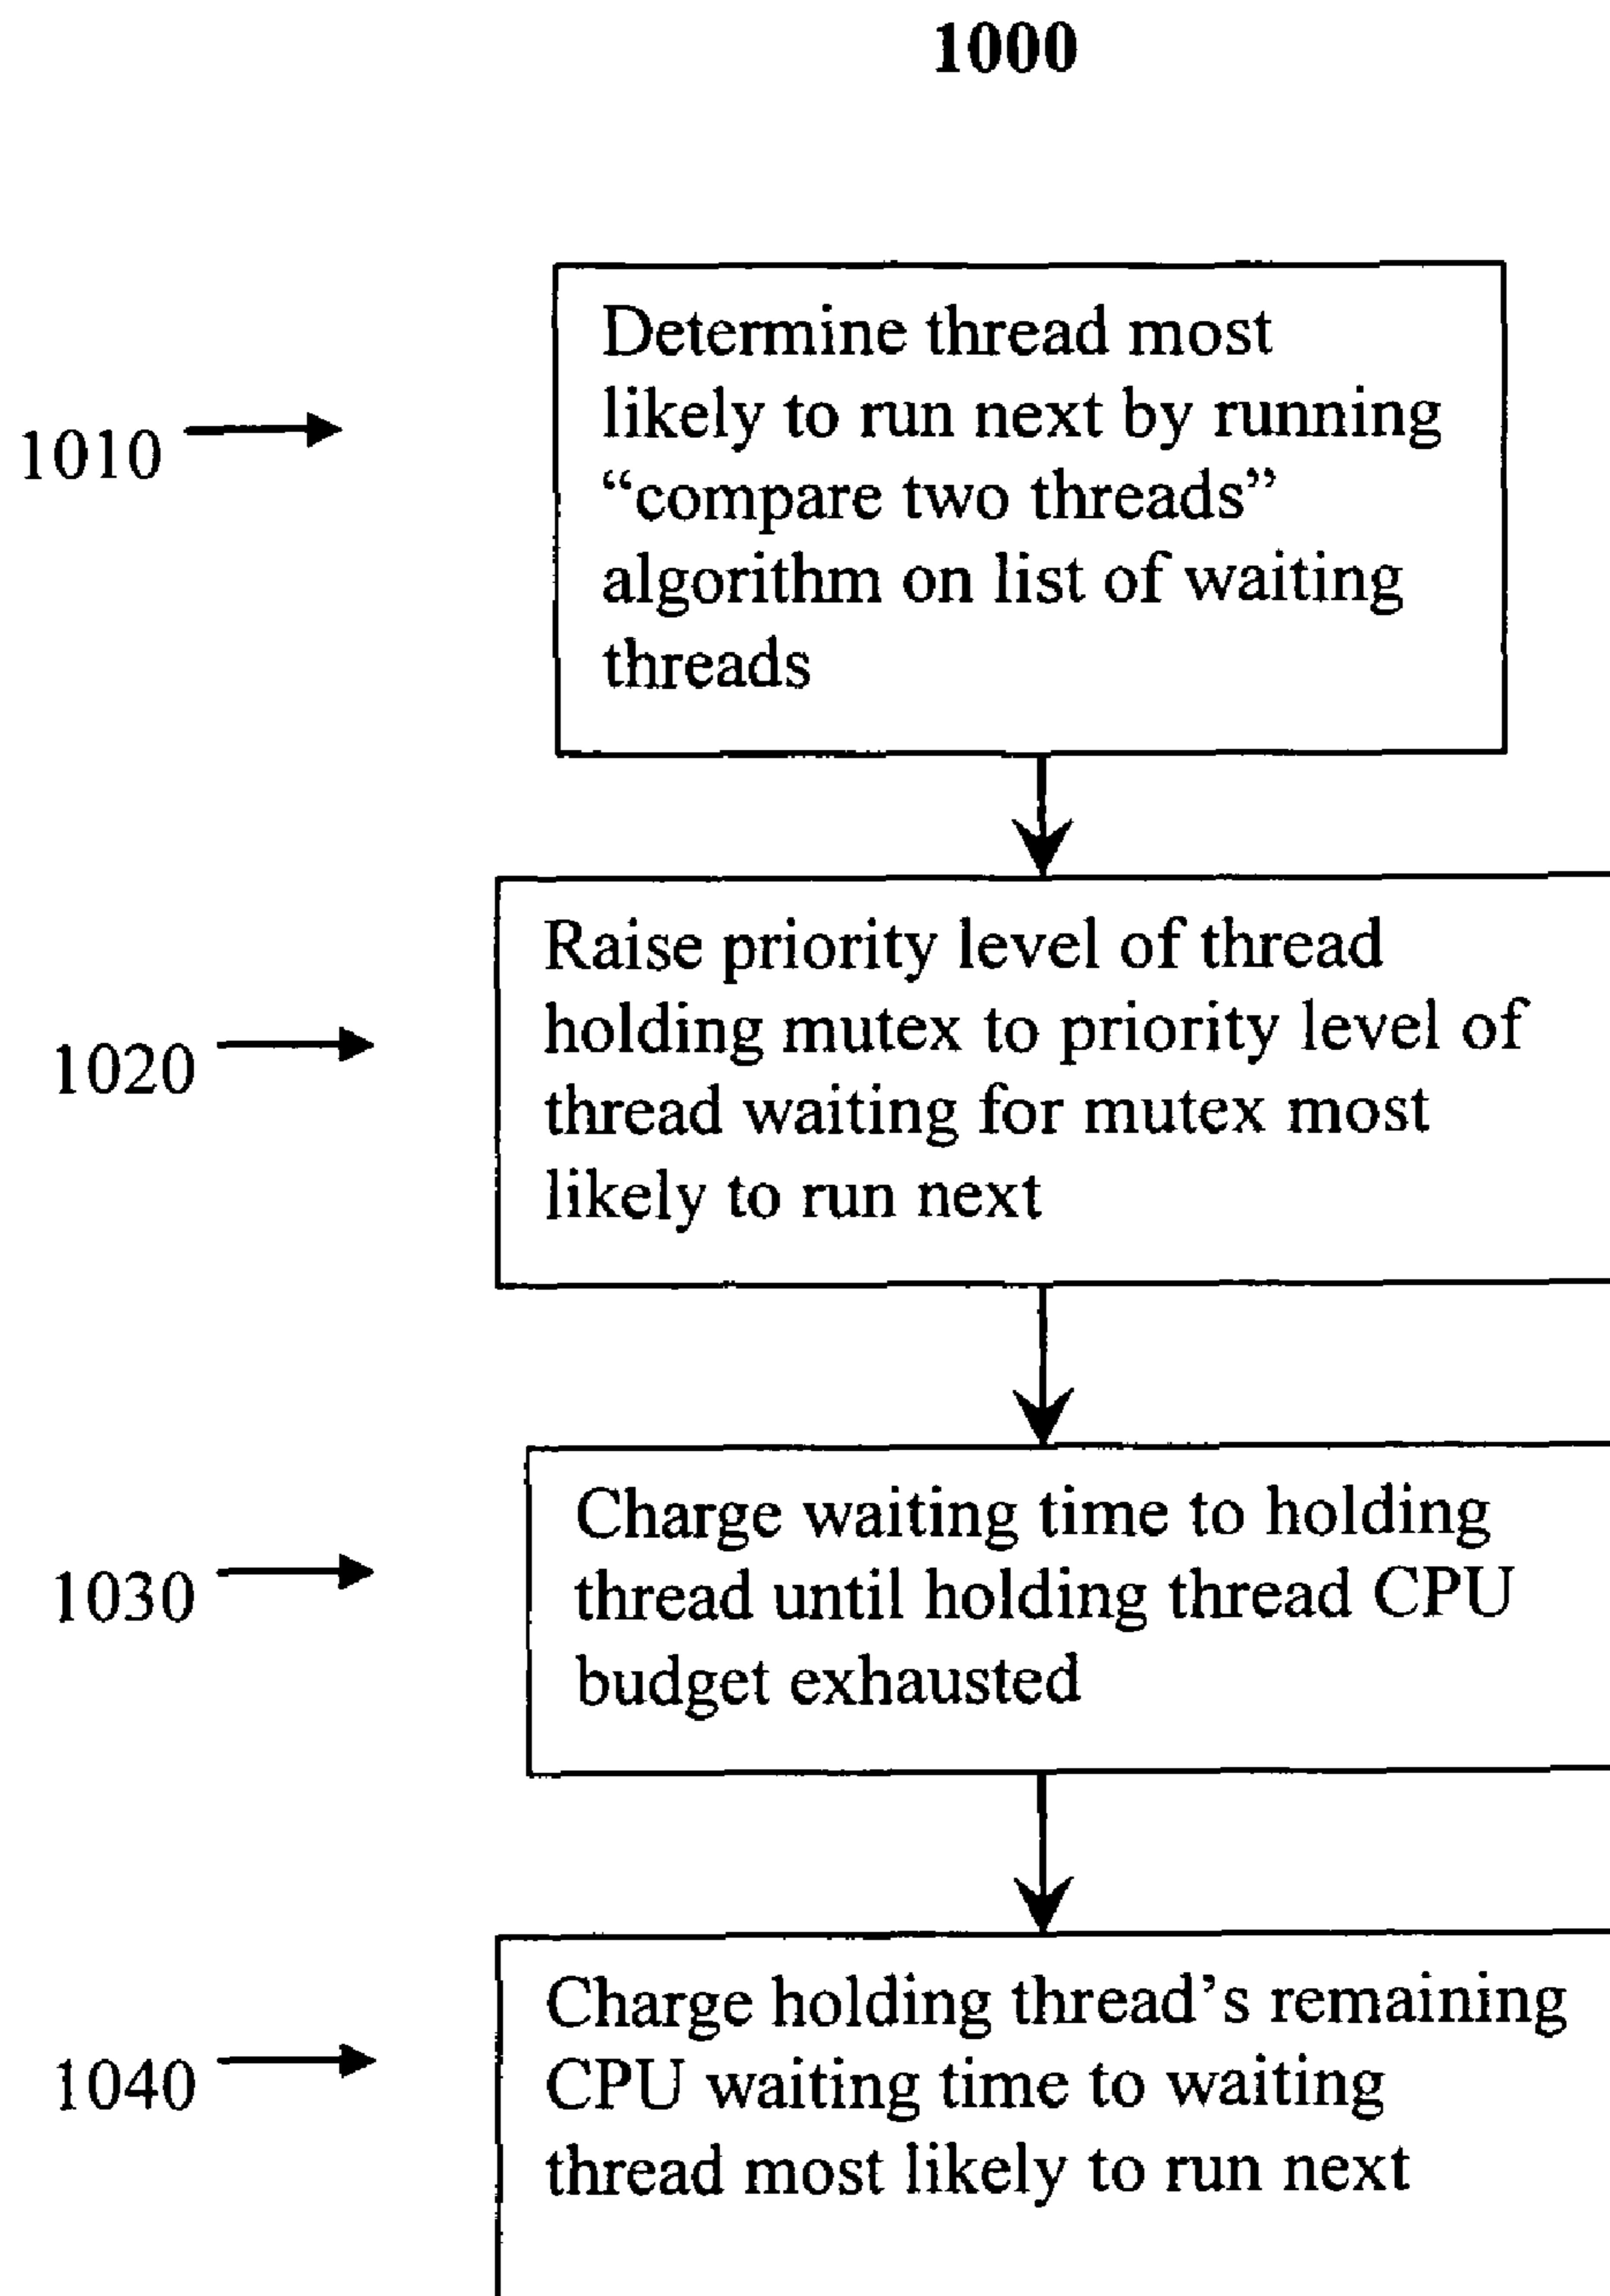 1000
1010
Determine thread most
likely to run next by running
“compare two threads”
algorithm on list of waiting
threads
1020
Raise priority level of thread
holding mutex to priority level of
thread waiting for mutex most
likely to run next
1030
Charge waiting time to holding
thread until holding thread CPU
budget exhausted
1040
Charge holding thread’s remaining
CPU waiting time to waiting
thread most likely to run next